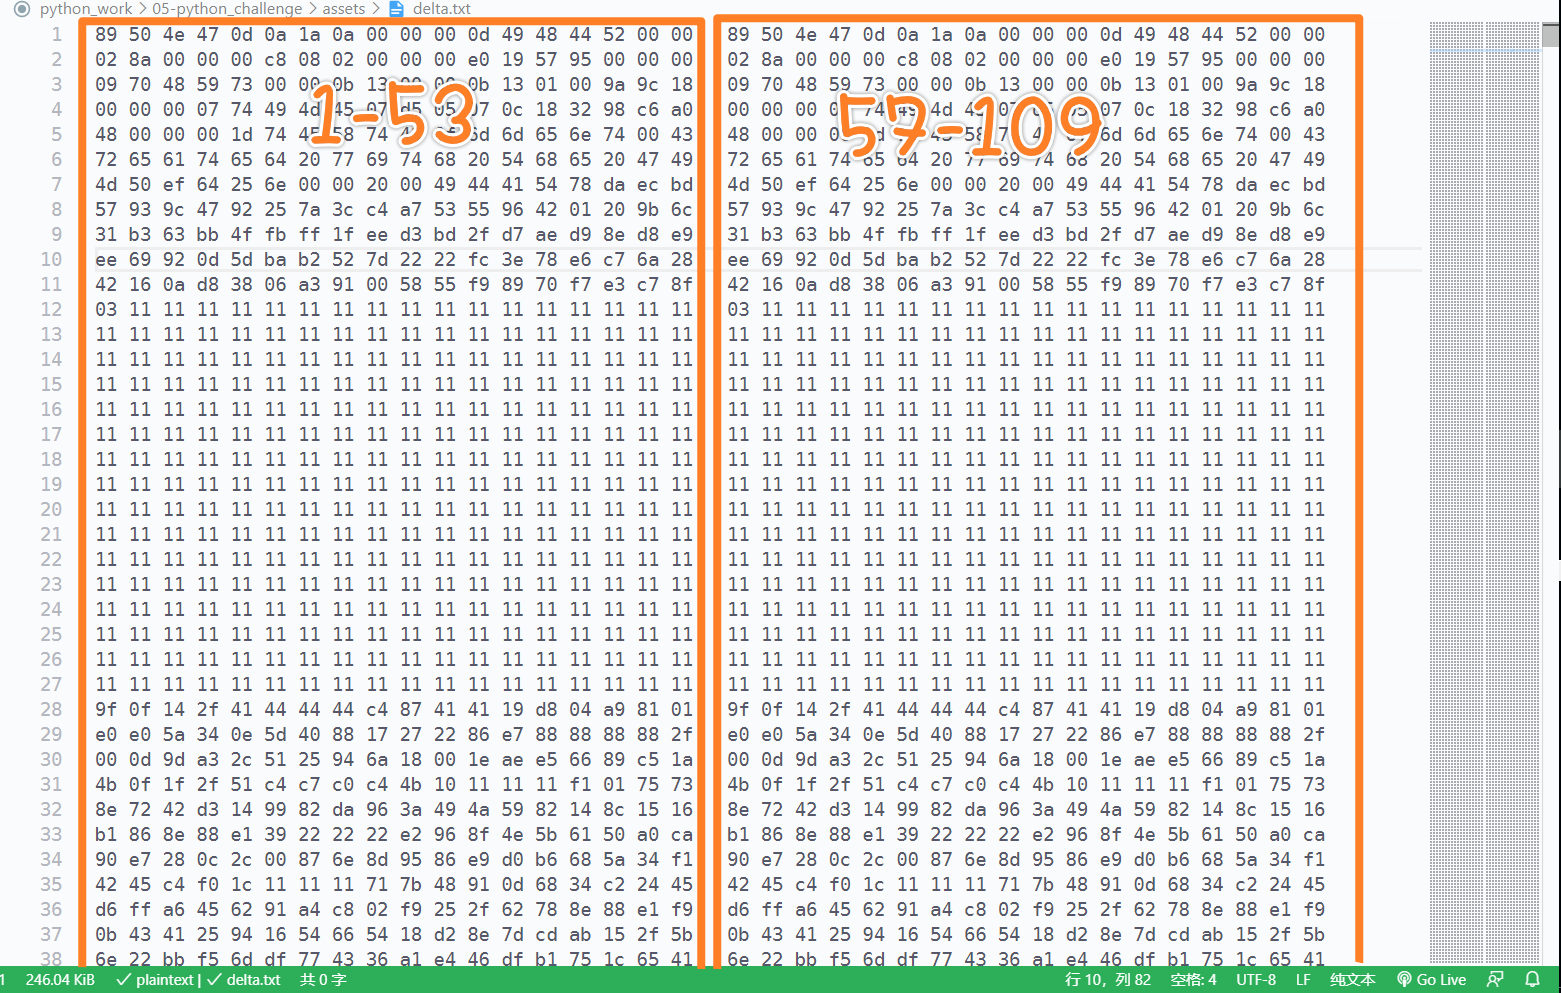 python_work > 05-python_challenge > assets > delta.txt
1 89 50 4e 47 0d 0a 1a 0a 00 00 00 0d 49 48 44 52 00 00 89 50 4e 47 0d 0a 1a 0a 00 00 00 0d 49 48 44 52 00 00
2 02 8a 00 00 00 c8 08 02 00 00 00 e0 19 57 95 00 00 00 02 8a 00 00 00 c8 08 02 00 00 00 e0 19 57 95 00 00 00
3 09 70 48 59 73 00 00 0b 13 00 00 0b 13 01 00 9a 9c 18 09 70 48 59 73 00 00 0b 13 00 00 0b 13 01 00 9a 9c 18
1-53 57-109
4 00 00 00 07 74 49 4d 45 07 d5 05 07 0c 18 32 98 c6 a0 00 00 00 07 74 49 4d 45 07 d5 05 07 0c 18 32 98 c6 a0
5 48 00 00 00 1d 74 45 58 74 43 6f 6d 6d 65 6e 74 00 43 48 00 00 00 1d 74 45 58 74 43 6f 6d 6d 65 6e 74 00 43
6 72 65 61 74 65 64 20 77 69 74 68 20 54 68 65 20 47 49 72 65 61 74 65 64 20 77 69 74 68 20 54 68 65 20 47 49
7 4d 50 ef 64 25 6e 00 00 20 00 49 44 41 54 78 da ec bd 4d 50 ef 64 25 6e 00 00 20 00 49 44 41 54 78 da ec bd
8 57 93 9c 47 92 25 7a 3c c4 a7 53 55 96 42 01 20 9b 6c 57 93 9c 47 92 25 7a 3c c4 a7 53 55 96 42 01 20 9b 6c
9 31 b3 63 bb 4f fb ff 1f ee d3 bd 2f d7 ae d9 8e d8 e9 31 b3 63 bb 4f fb ff 1f ee d3 bd 2f d7 ae d9 8e d8 e9
10 ee 69 92 0d 5d ba b2 52 7d 22 22 fc 3e 78 e6 c7 6a 28 ee 69 92 0d 5d ba b2 52 7d 22 22 fc 3e 78 e6 c7 6a 28
11 42 16 0a d8 38 06 a3 91 00 58 55 f9 89 70 f7 e3 c7 8f 42 16 0a d8 38 06 a3 91 00 58 55 f9 89 70 f7 e3 c7 8f
12 03 11 11 11 11 11 11 11 11 11 11 11 11 11 11 11 11 11 03 11 11 11 11 11 11 11 11 11 11 11 11 11 11 11 11 11
13 11 11 11 11 11 11 11 11 11 11 11 11 11 11 11 11 11 11 11 11 11 11 11 11 11 11 11 11 11 11 11 11 11 11 11 11
14 11 11 11 11 11 11 11 11 11 11 11 11 11 11 11 11 11 11 11 11 11 11 11 11 11 11 11 11 11 11 11 11 11 11 11 11
15 11 11 11 11 11 11 11 11 11 11 11 11 11 11 11 11 11 11 11 11 11 11 11 11 11 11 11 11 11 11 11 11 11 11 11 11
16 11 11 11 11 11 11 11 11 11 11 11 11 11 11 11 11 11 11 11 11 11 11 11 11 11 11 11 11 11 11 11 11 11 11 11 11
17 11 11 11 11 11 11 11 11 11 11 11 11 11 11 11 11 11 11 11 11 11 11 11 11 11 11 11 11 11 11 11 11 11 11 11 11
18 11 11 11 11 11 11 11 11 11 11 11 11 11 11 11 11 11 11 11 11 11 11 11 11 11 11 11 11 11 11 11 11 11 11 11 11
19 11 11 11 11 11 11 11 11 11 11 11 11 11 11 11 11 11 11 11 11 11 11 11 11 11 11 11 11 11 11 11 11 11 11 11 11
20 11 11 11 11 11 11 11 11 11 11 11 11 11 11 11 11 11 11 11 11 11 11 11 11 11 11 11 11 11 11 11 11 11 11 11 11
21 11 11 11 11 11 11 11 11 11 11 11 11 11 11 11 11 11 11 11 11 11 11 11 11 11 11 11 11 11 11 11 11 11 11 11 11
22 11 11 11 11 11 11 11 11 11 11 11 11 11 11 11 11 11 11 11 11 11 11 11 11 11 11 11 11 11 11 11 11 11 11 11 11
23 11 11 11 11 11 11 11 11 11 11 11 11 11 11 11 11 11 11 11 11 11 11 11 11 11 11 11 11 11 11 11 11 11 11 11 11
24 11 11 11 11 11 11 11 11 11 11 11 11 11 11 11 11 11 11 11 11 11 11 11 11 11 11 11 11 11 11 11 11 11 11 11 11
25 11 11 11 11 11 11 11 11 11 11 11 11 11 11 11 11 11 11 11 11 11 11 11 11 11 11 11 11 11 11 11 11 11 11 11 11
26 11 11 11 11 11 11 11 11 11 11 11 11 11 11 11 11 11 11 11 11 11 11 11 11 11 11 11 11 11 11 11 11 11 11 11 11
27 11 11 11 11 11 11 11 11 11 11 11 11 11 11 11 11 11 11 11 11 11 11 11 11 11 11 11 11 11 11 11 11 11 11 11 11
28 9f 0f 14 2f 41 44 44 44 c4 87 41 41 19 d8 04 a9 81 01 9f 0f 14 2f 41 44 44 44 c4 87 41 41 19 d8 04 a9 81 01
29 e0 e0 5a 34 0e 5d 40 88 17 27 22 86 e7 88 88 88 88 2f e0 e0 5a 34 0e 5d 40 88 17 27 22 86 e7 88 88 88 88 2f
30 00 0d 9d a3 2c 51 25 94 6a 18 00 1e ae e5 66 89 c5 1a 00 0d 9d a3 2c 51 25 94 6a 18 00 1e ae e5 66 89 c5 1a
31 4b 0f 1f 2f 51 c4 c7 c0 c4 4b 10 11 11 11 f1 01 75 73 4b 0f 1f 2f 51 c4 c7 c0 c4 4b 10 11 11 11 f1 01 75 73
32 8e 72 42 d3 14 99 82 da 96 3a 49 4a 59 82 14 8c 15 16 8e 72 42 d3 14 99 82 da 96 3a 49 4a 59 82 14 8c 15 16
33 b1 86 8e 88 e1 39 22 22 22 e2 96 8f 4e 5b 61 50 a0 ca b1 86 8e 88 e1 39 22 22 22 e2 96 8f 4e 5b 61 50 a0 ca
34 90 e7 28 0c 2c 00 87 6e 8d 95 86 e9 d0 b6 68 5a 34 f1 90 e7 28 0c 2c 00 87 6e 8d 95 86 e9 d0 b6 68 5a 34 f1
35 42 45 c4 f0 1c 11 11 11 71 7b 48 91 0d 68 34 c2 24 45 42 45 c4 f0 1c 11 11 11 71 7b 48 91 0d 68 34 c2 24 45
36 d6 ff a6 45 62 91 a4 c8 02 f9 25 2f 62 78 8e 88 e1 f9 d6 ff a6 45 62 91 a4 c8 02 f9 25 2f 62 78 8e 88 e1 f9
37 0b 43 41 25 94 16 54 66 54 18 d2 8e 7d cd ab 15 2f 5b 0b 43 41 25 94 16 54 66 54 18 d2 8e 7d cd ab 15 2f 5b
38 6e 22 bb f5 6d df 77 43 36 a1 e4 46 df b1 75 1c 65 41 6e 22 bb f5 6d df 77 43 36 a1 e4 46 df b1 75 1c 65 41
1 246.04 KiB ✓ plaintext | ✓ delta.txt 共 0 字 行 10，列 82 空格: 4 UTF-8 LF 纯文本 Go Live